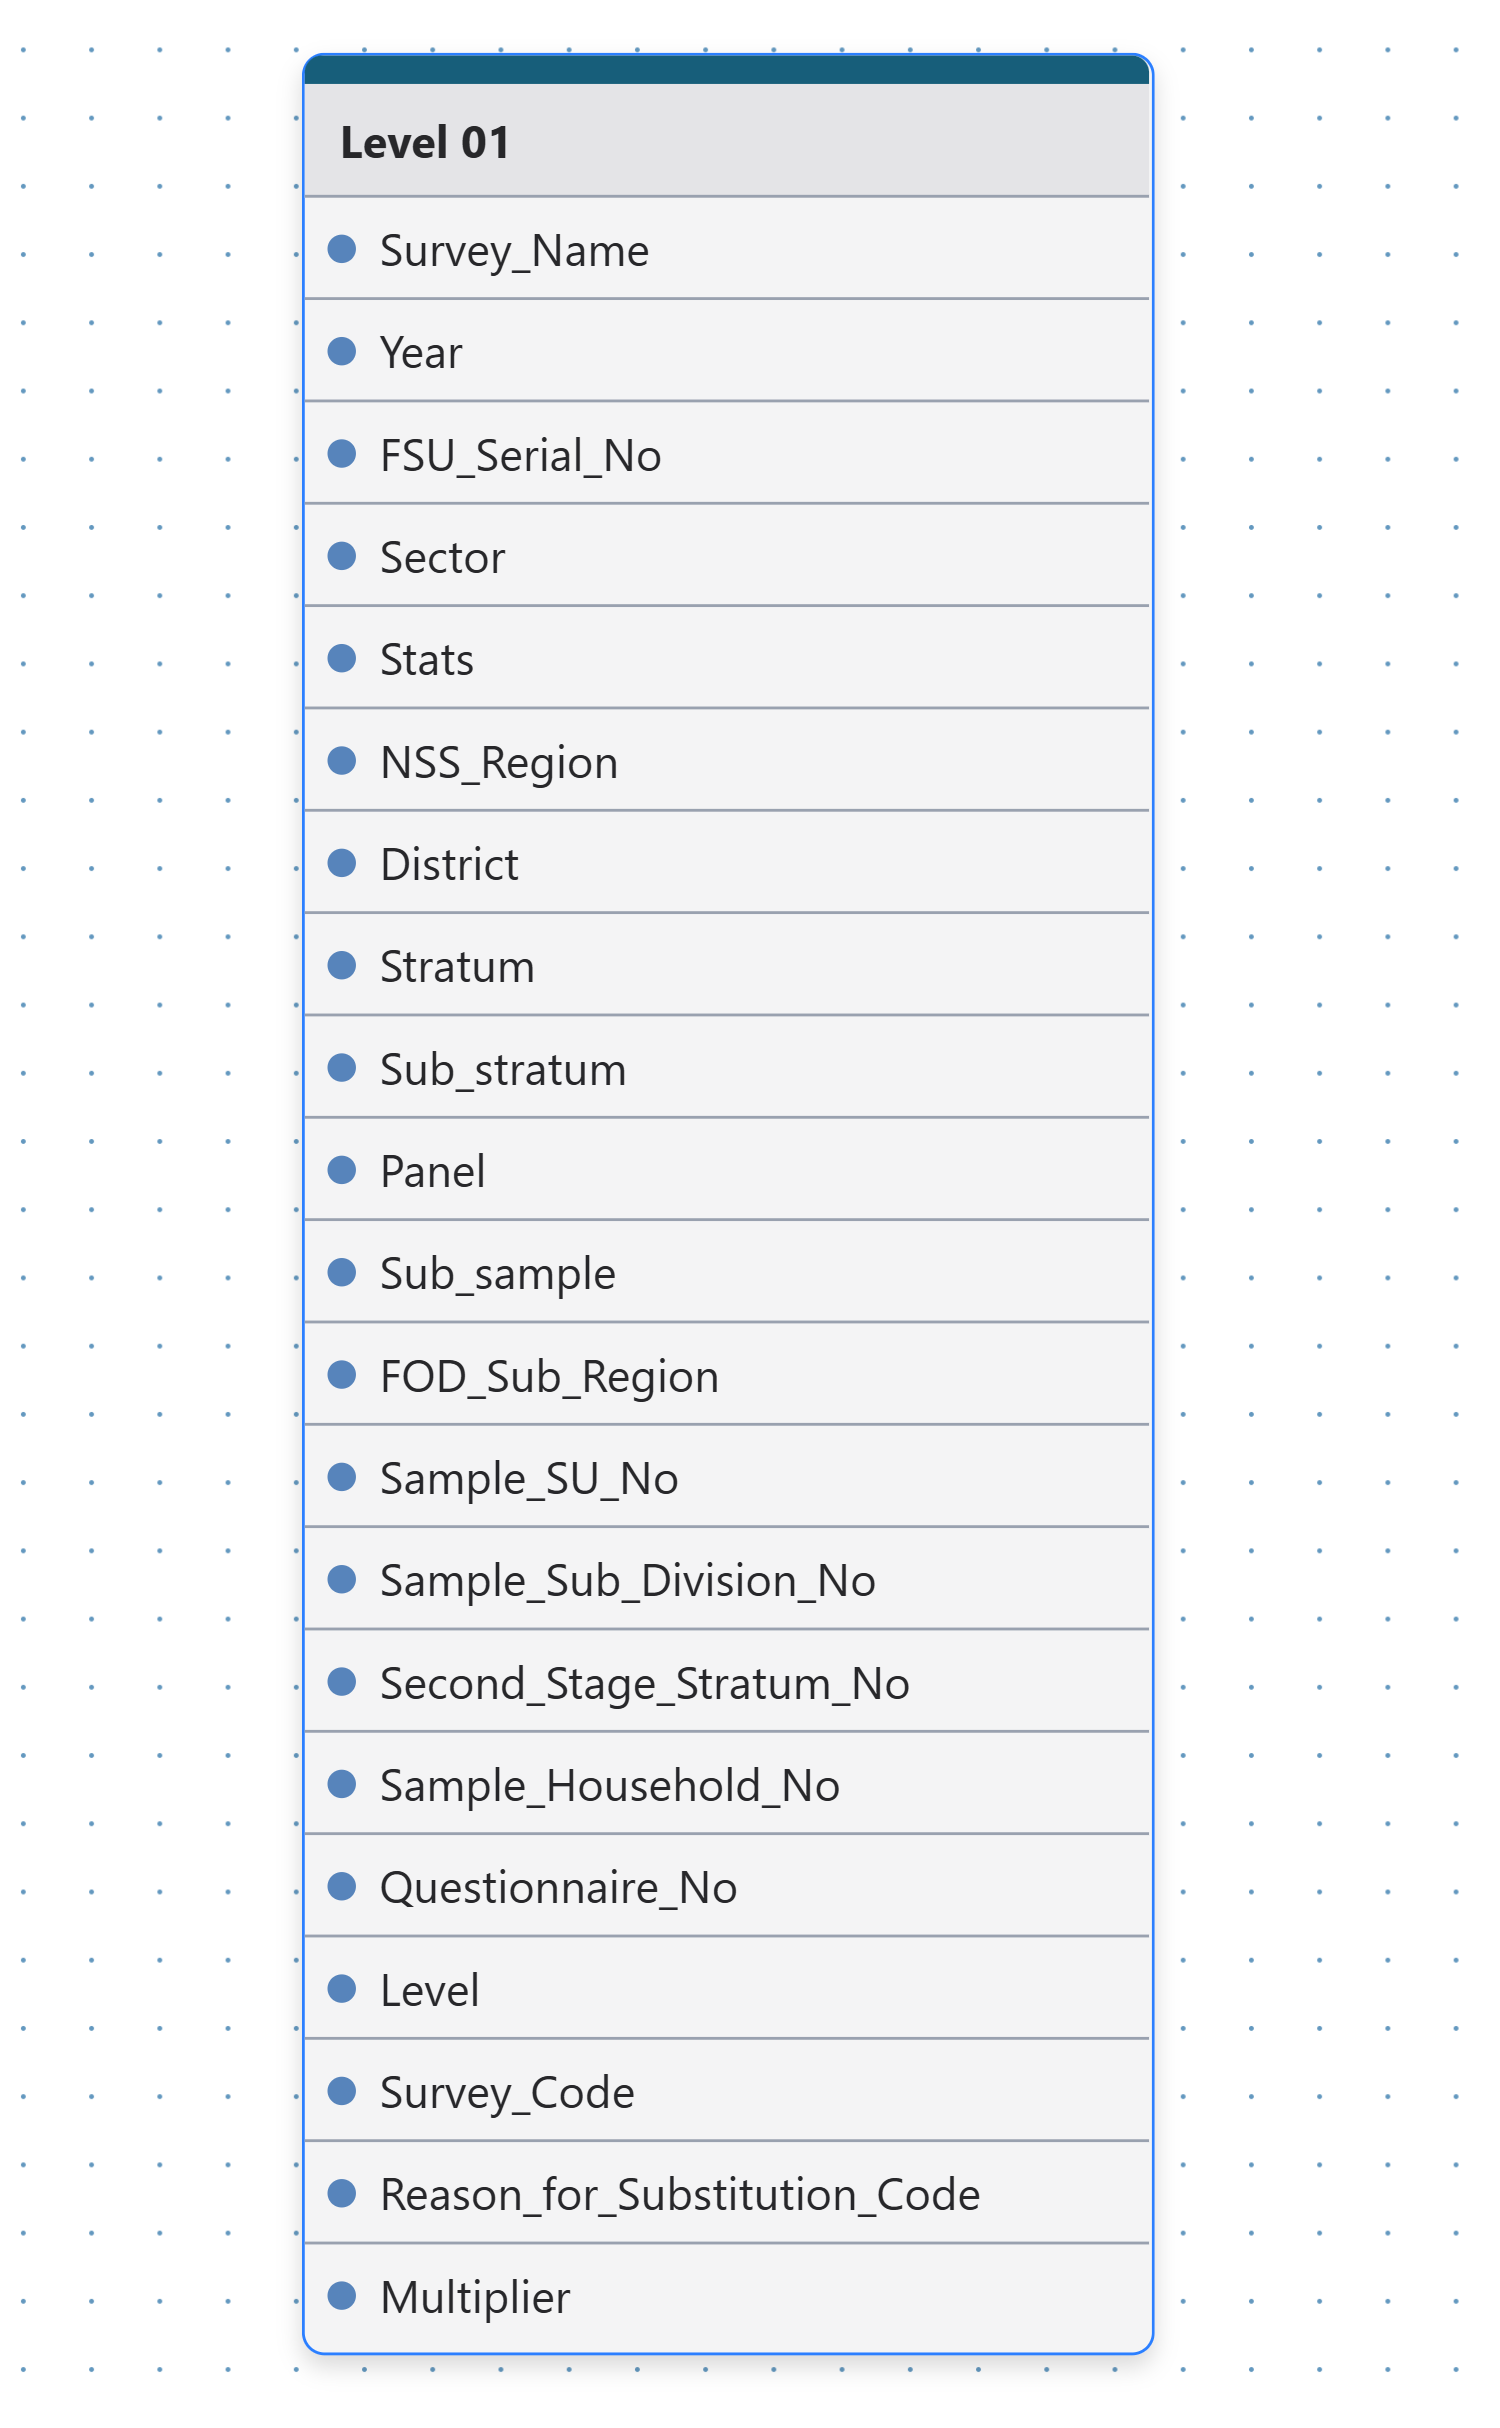 Level 01
Survey_Name
Year
FSU_Serial_No
Sector
Stats
NSS_Region
District
Stratum
Sub_stratum
Panel
Sub_sample
FOD_Sub_Region
Sample_SU_No
Sample_Sub_Division_No
Second_Stage_Stratum_No
Sample_Household_No
Questionnaire_No
Level
Survey_Code
Reason_for_Substitution_Code
Multiplier